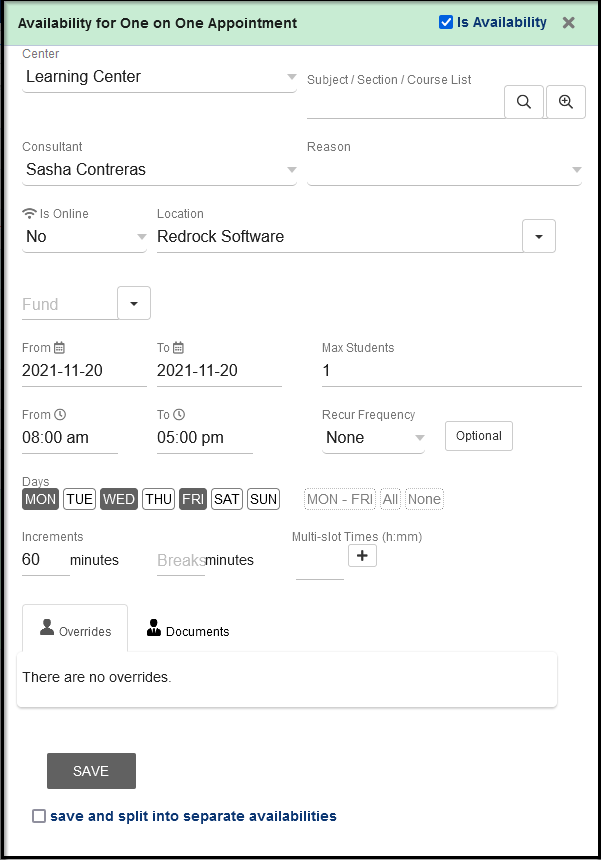 Availability for One on One Appointment Is Availability
Center
Learning Center
Subject / Section / Course List
Consultant Reason
Sasha Contreras
Is Online Location
No Redrock Software
Fund
From To Max Students
2021-11-20 2021-11-20 1
From To Recur Frequency
08:00 am 05:00 pm None Optional
Days
MON TUE WED THU FRI SAT SUN MON - FRI All None
Increments Multi-slot Times (h:mm)
60 minutes Breaks minutes
Overrides Documents
There are no overrides.
SAVE
save and split into separate availabilities